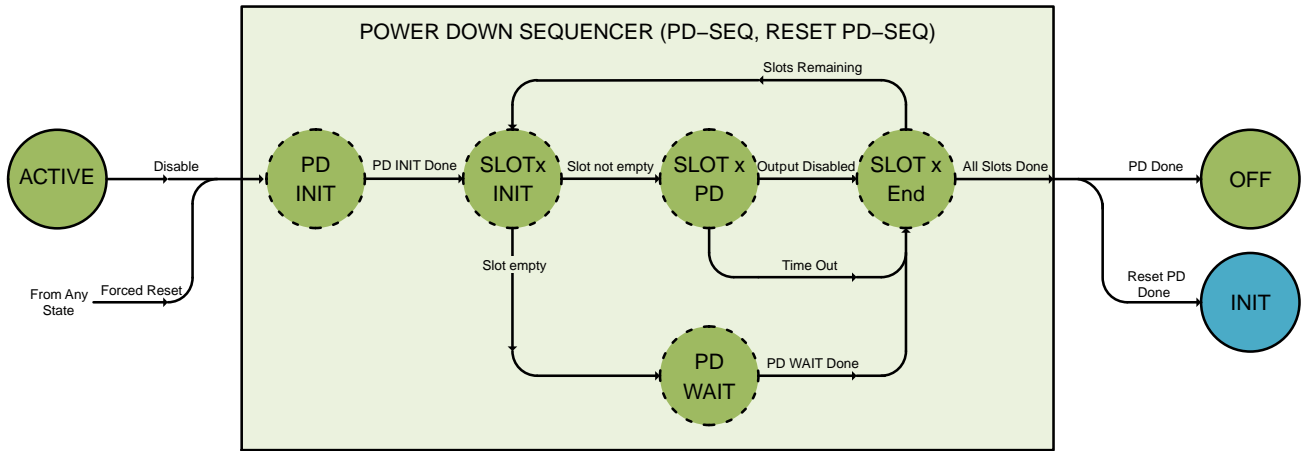 POWER DOWN SEQUENCER (PD–SEQ, RESET PD–SEQ)
Slots Remaining
ACTIVE
Disable
PD
INIT
PD INIT Done
SLOTx
INIT
Slot not empty
SLOT x
PD
Output Disabled
SLOT x
End
All Slots Done
PD Done
OFF
From Any
State
Forced Reset
Slot empty
Time Out
Reset PD
Done
INIT
PD
WAIT
PD WAIT Done